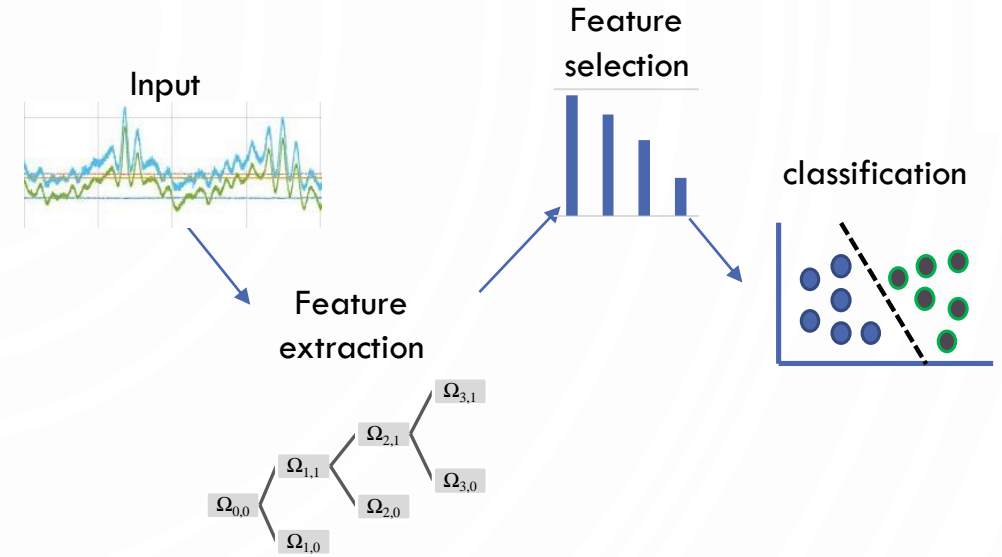 Input
Feature
extraction
Ω0,0
Ω1,1
Ω1,0
Ω2,1
Ω2,0
Ω3,1
Ω3,0
Feature
selection
classification